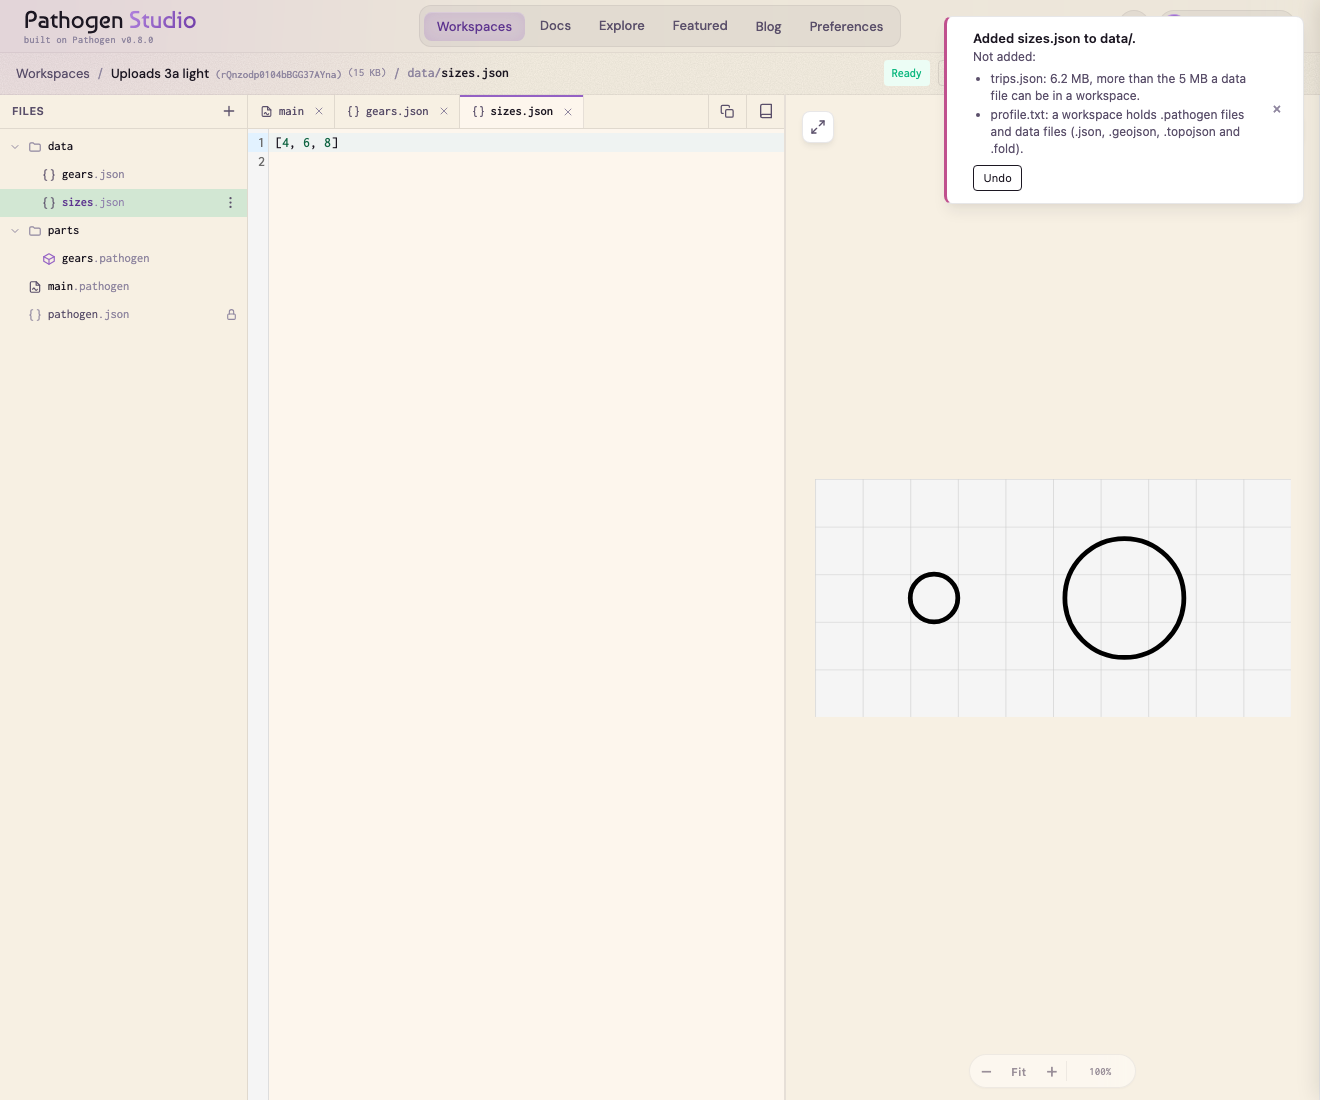 Pathogen Studio
built on Pathogen v0.8.0
Workspaces
Docs
Explore
Featured
Blog
Preferences
Workspaces / Uploads 3a light (rQnzodp0104bBGG37AYna) (15 KB) / data/sizes.json
Ready
Added sizes.json to data/.
Not added:
• trips.json: 6.2 MB, more than the 5 MB a data
file can be in a workspace.
• profile.txt: a workspace holds .pathogen files
and data files (.json, .geojson, .topojson and
.fold).
Undo
FILES
data
{} gears.json
{} sizes.json
parts
gears.pathogen
main.pathogen
{} pathogen.json
main
{} gears.json
{} sizes.json
1 [4, 6, 8]
2
Fit
100%